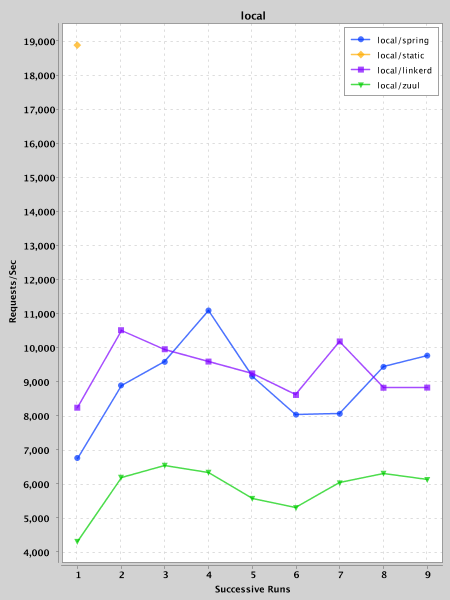 local
local/spring
local/static
local/linkerd
local/zuul
19,000
18,000
17,000
16,000
15,000
14,000
13,000
12,000
11,000
10,000
9,000
8,000
7,000
6,000
5,000
4,000
Requests/Sec
1 2 3 4 5 6 7 8 9
Successive Runs